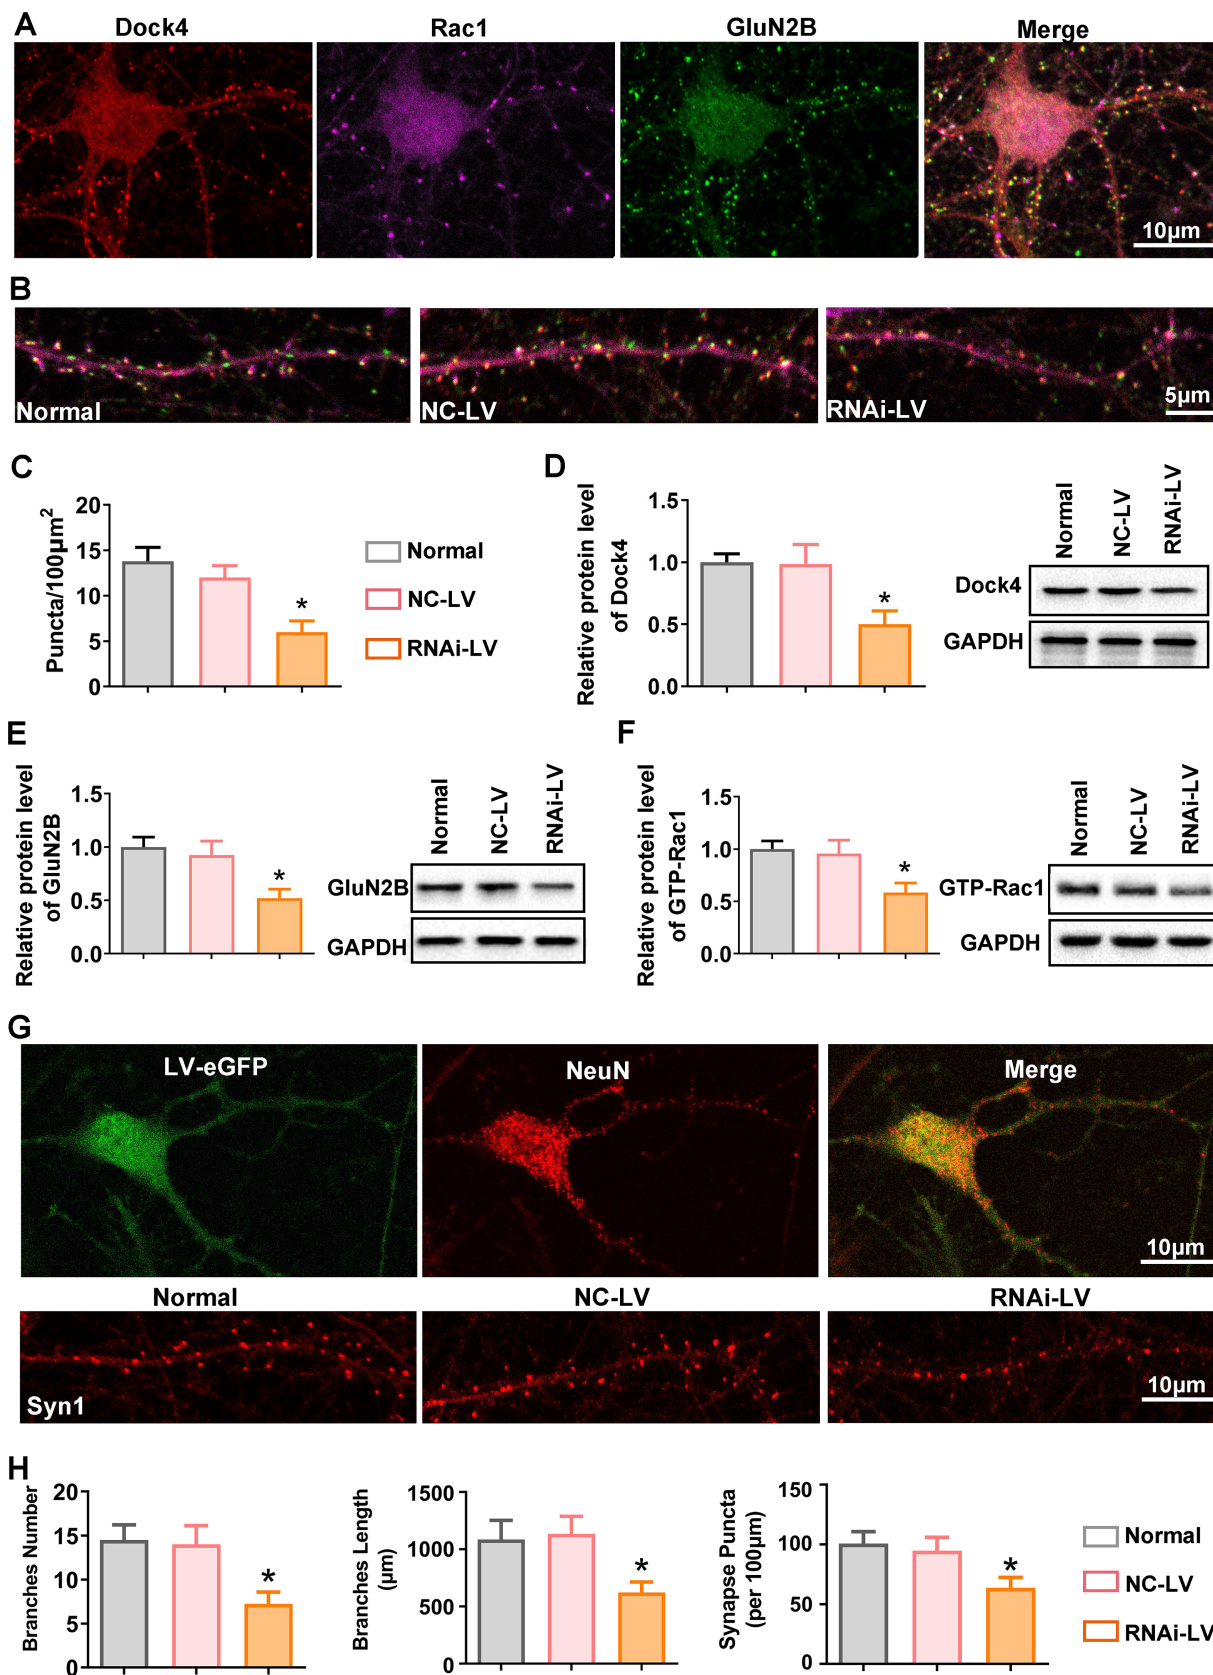 A
Dock4 Rac1 GluN2B Merge
10µm
B
Normal NC-LV RNAi-LV 5µm
C
Puncta/100µm2
20
15
10
5
0
*
Normal
NC-LV
RNAi-LV
D
Relative protein level
of Dock4
1.5
1.0
0.5
0.0
*
Normal NC-LV RNAi-LV
Dock4
GAPDH
E
Relative protein level
of GluN2B
1.5
1.0
0.5
0.0
*
Normal NC-LV RNAi-LV
GluN2B
GAPDH
F
Relative protein level
of GTP-Rac1
1.5
1.0
0.5
0.0
*
Normal NC-LV RNAi-LV
GTP-Rac1
GAPDH
G
LV-eGFP NeuN Merge
10µm
Normal NC-LV RNAi-LV
Syn1 10µm
H
Branches Number
20
15
10
5
0
*
Branches Length
(µm)
1500
1000
500
0
*
Synapse Puncta
(per 100µm)
150
100
50
0
*
Normal
NC-LV
RNAi-LV